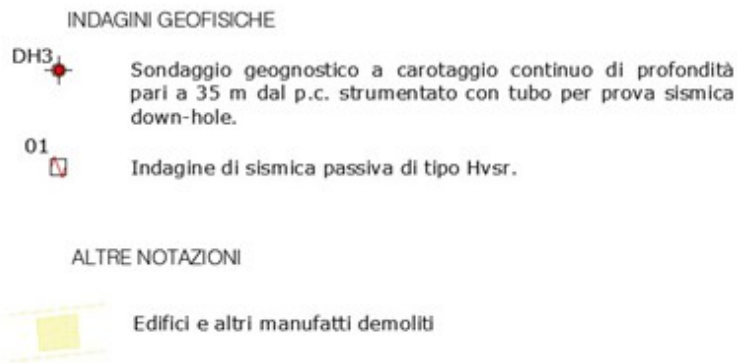 INDAGINI GEOFISICHE
DH3
Sondaggio geognostico a carotaggio continuo di profondità
pari a 35 m dal p.c. strumentato con tubo per prova sismica
down-hole.
01
Indagine di sismica passiva di tipo Hvsr.
ALTRE NOTAZIONI
Edifici e altri manufatti demoliti